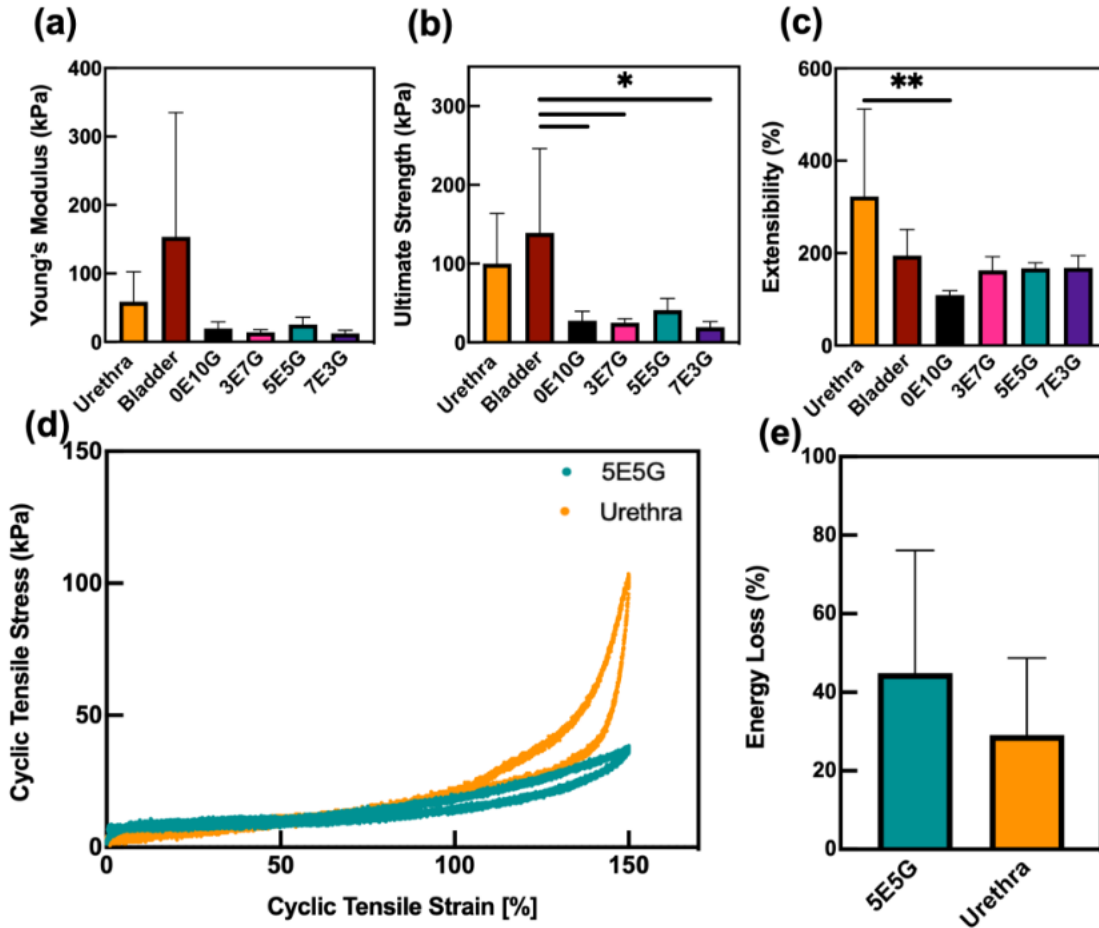 (a)
Young's Modulus (kPa)
400
300
200
100
0
Urethra
Bladder
0E10G
3E7G
5E5G
7E3G
(b)
Ultimate Strength (kPa)
300
200
100
0
*
Urethra
Bladder
0E10G
3E7G
5E5G
7E3G
(c)
Extensibility (%)
600
400
200
0
**
Urethra
Bladder
0E10G
3E7G
5E5G
7E3G
(d)
Cyclic Tensile Stress (kPa)
150
100
50
0
5E5G
Urethra
0
50
100
150
Cyclic Tensile Strain [%]
(e)
Energy Loss (%)
100
80
60
40
20
0
5E5G
Urethra